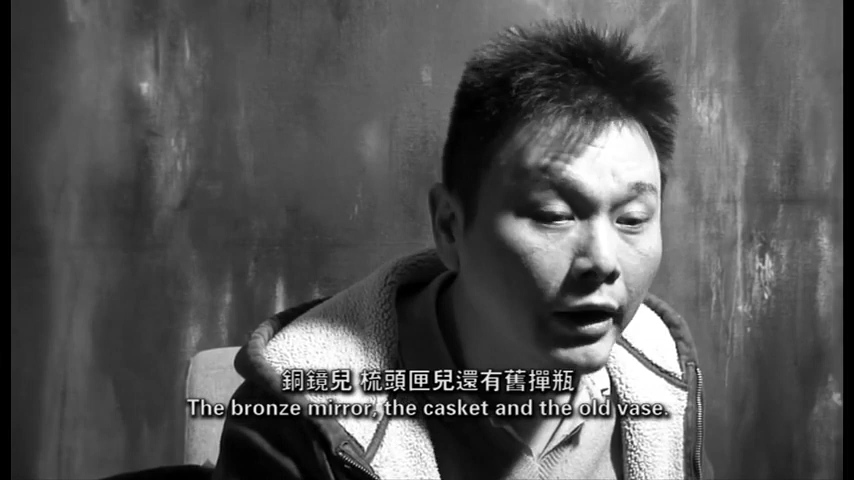 銅鏡兒 梳頭匣兒還有舊撣瓶
The bronze mirror, the casket and the old vase.